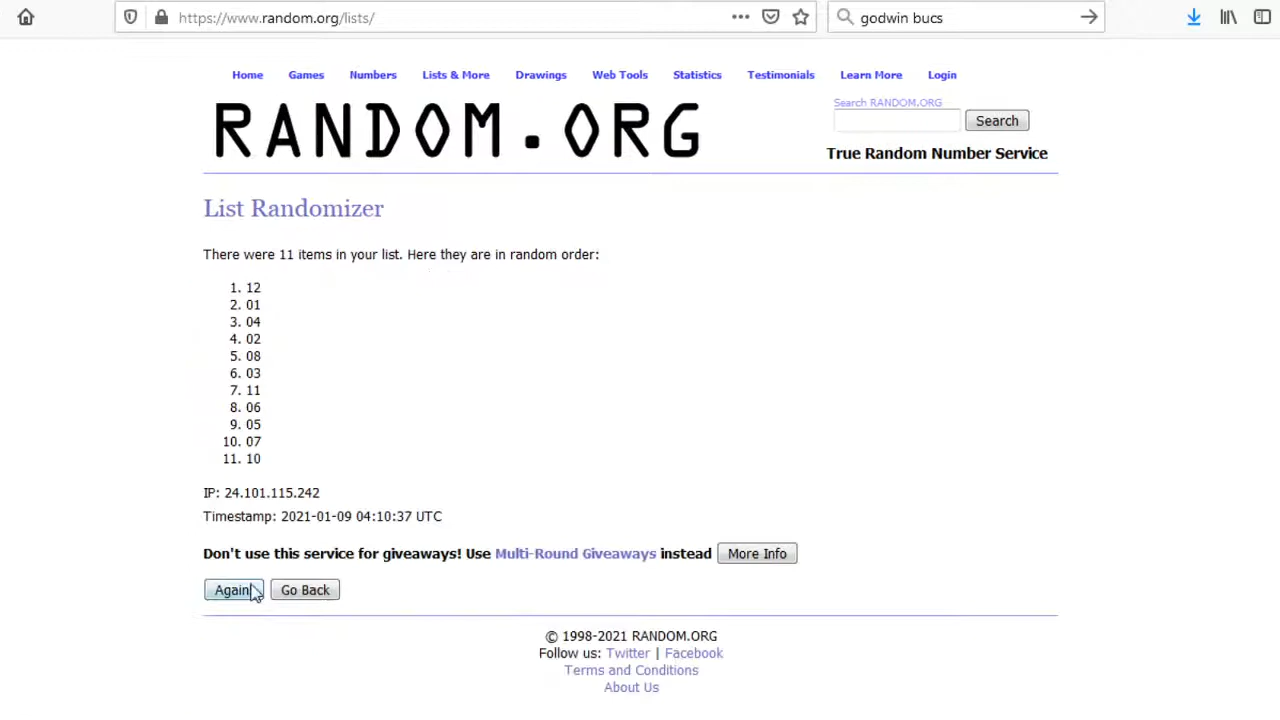 https://www.random.org/lists/
godwin bucs
Home Games Numbers Lists & More Drawings Web Tools Statistics Testimonials Learn More Login
RANDOM.ORG
Search RANDOM.ORG
Search
True Random Number Service
List Randomizer
There were 11 items in your list. Here they are in random order:
1. 12
2. 01
3. 04
4. 02
5. 08
6. 03
7. 11
8. 06
9. 05
10. 07
11. 10
IP: 24.101.115.242
Timestamp: 2021-01-09 04:10:37 UTC
Don't use this service for giveaways! Use Multi-Round Giveaways instead More Info
Again! Go Back
© 1998-2021 RANDOM.ORG
Follow us: Twitter | Facebook
Terms and Conditions
About Us